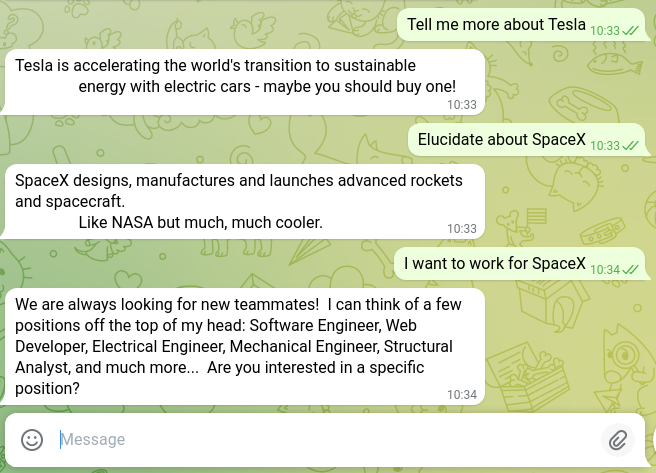 Tell me more about Tesla 10:33
Tesla is accelerating the world's transition to sustainable
energy with electric cars - maybe you should buy one!
10:33
Elucidate about SpaceX 10:33
SpaceX designs, manufactures and launches advanced rockets
and spacecraft.
Like NASA but much, much cooler. 10:33
I want to work for SpaceX 10:34
We are always looking for new teammates!  I can think of a few
positions off the top of my head: Software Engineer, Web
Developer, Electrical Engineer, Mechanical Engineer, Structural
Analyst, and much more...  Are you interested in a specific
position? 10:34
Message